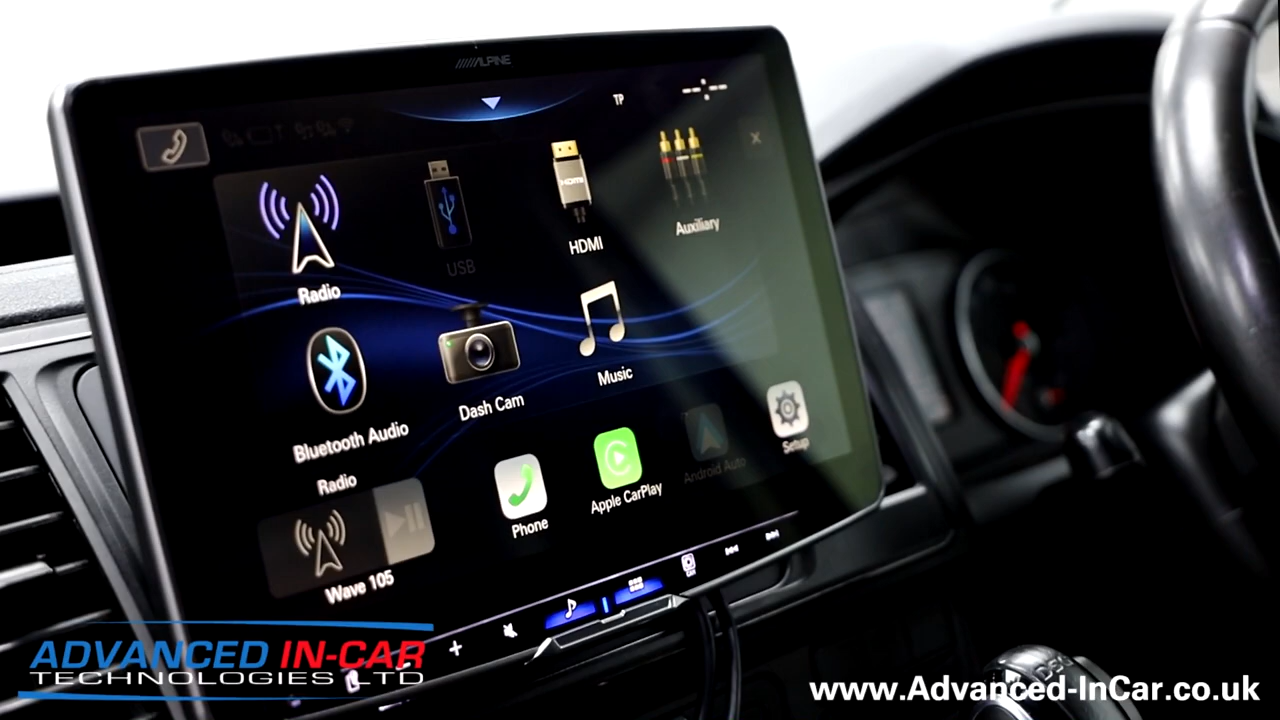 ALPINE
TP
HDMI
Radio
USB
HDMI
Auxiliary
Bluetooth Audio
Dash Cam
Music
Radio
Wave 105
Phone
Apple CarPlay
Android Auto
Setup
ADVANCED IN-CAR
TECHNOLOGIES LTD
www.Advanced-InCar.co.uk